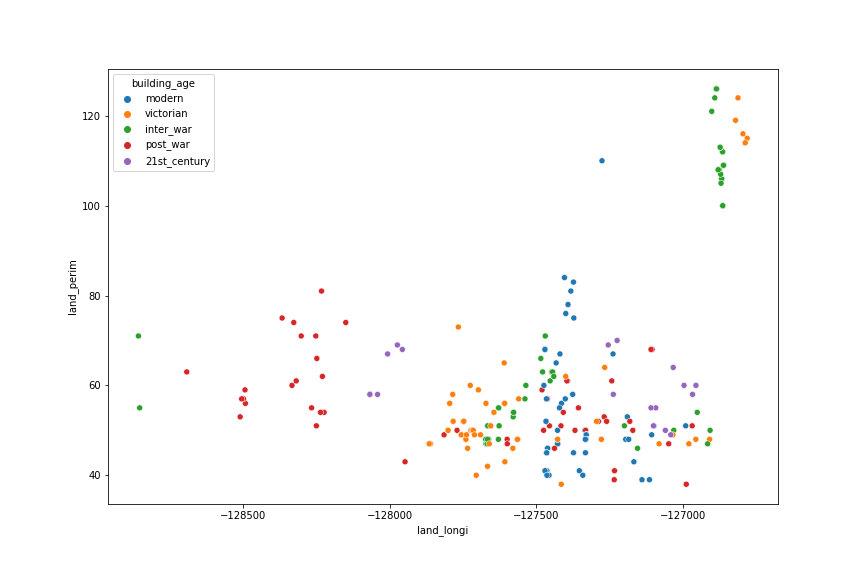 building_age
modern
victorian
inter_war
post_war
21st_century
120
100
80
60
40
land_perim
−128500 −128000 −127500 −127000
land_longi